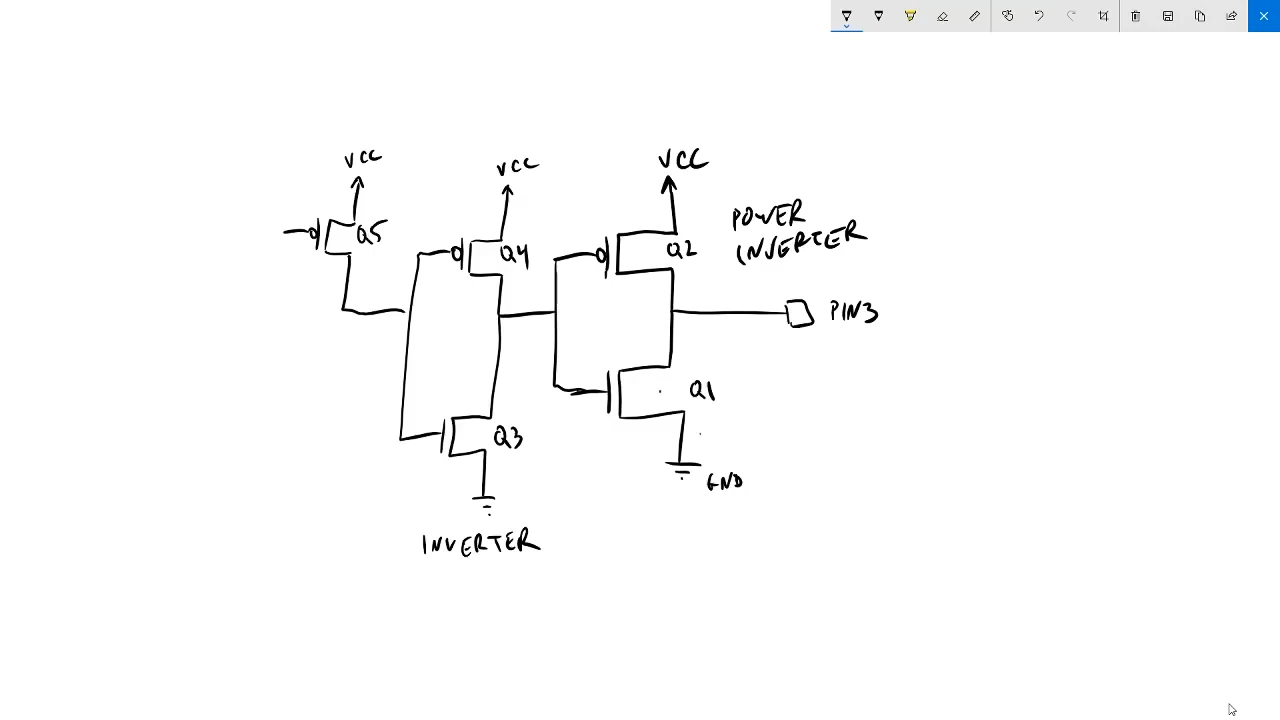 VCC
VCC
VCC
POWER
INVERTER
Q5
Q4
Q2
PIN3
Q1
Q3
GND
INVERTER